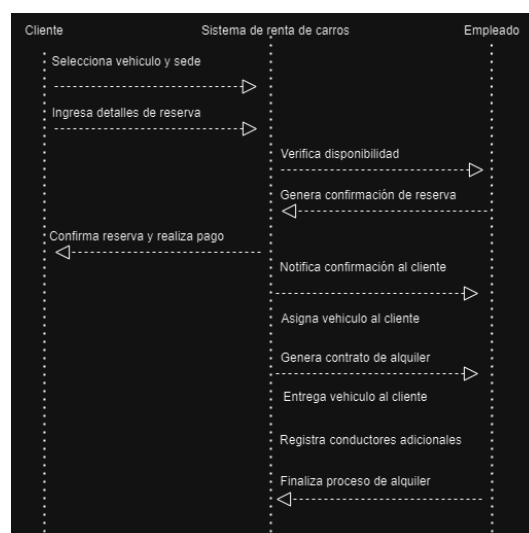 Cliente
Sistema de renta de carros
Empleado
Selecciona vehiculo y sede
Ingresa detalles de reserva
Verifica disponibilidad
Genera confirmación de reserva
Confirma reserva y realiza pago
Notifica confirmación al cliente
Asigna vehiculo al cliente
Genera contrato de alquiler
Entrega vehiculo al cliente
Registra conductores adicionales
Finaliza proceso de alquiler